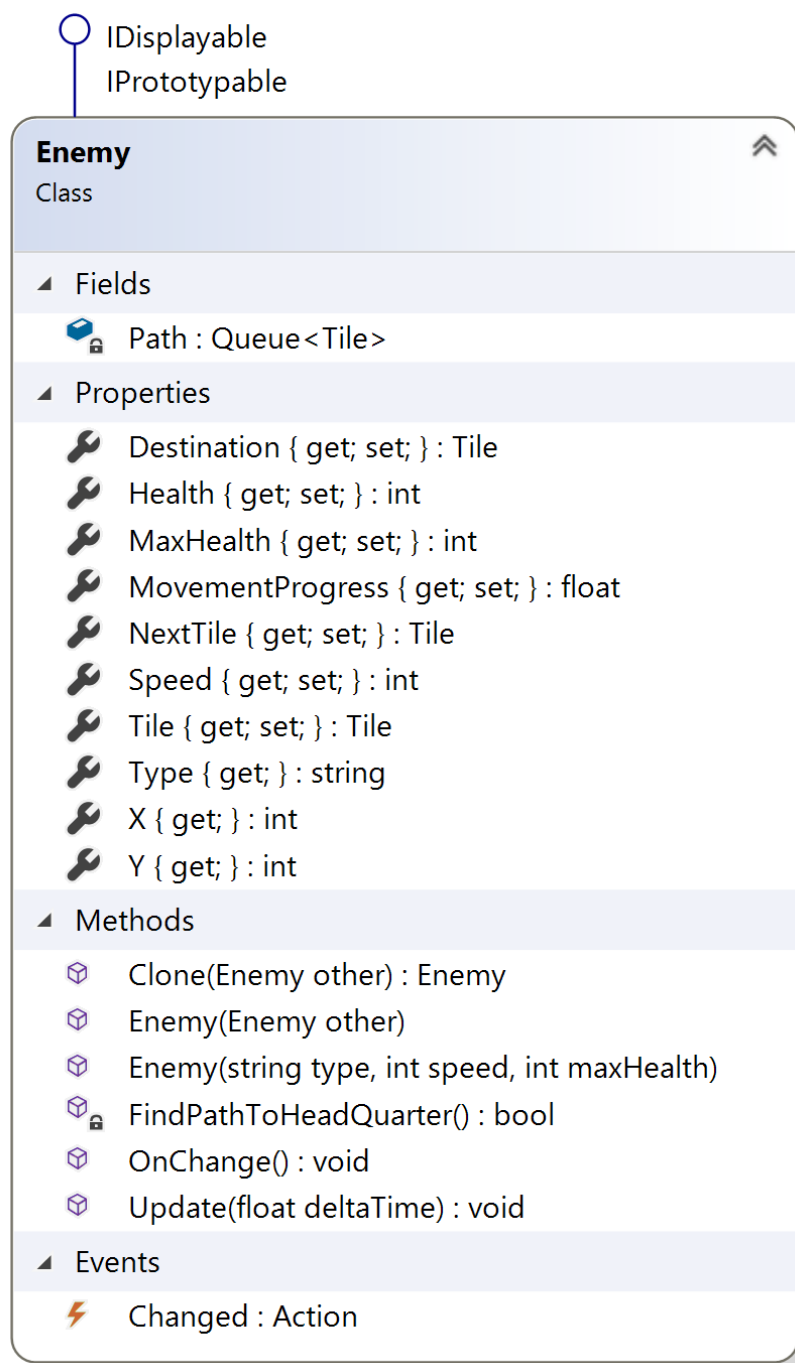 IDisplayable
IPrototypable
Enemy
Class
Fields
Path : Queue<Tile>
Properties
Destination { get; set; } : Tile
Health { get; set; } : int
MaxHealth { get; set; } : int
MovementProgress { get; set; } : float
NextTile { get; set; } : Tile
Speed { get; set; } : int
Tile { get; set; } : Tile
Type { get; } : string
X { get; } : int
Y { get; } : int
Methods
Clone(Enemy other) : Enemy
Enemy(Enemy other)
Enemy(string type, int speed, int maxHealth)
FindPathToHeadQuarter() : bool
OnChange() : void
Update(float deltaTime) : void
Events
Changed : Action